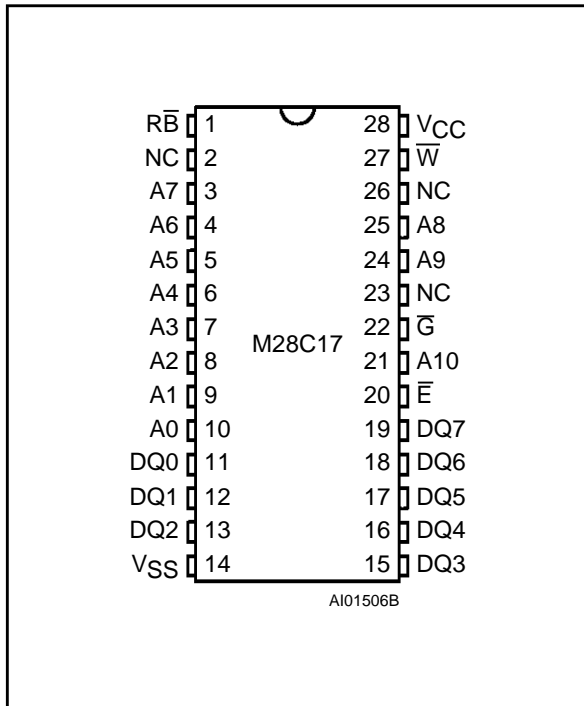 RB̅ 1 28 VCC
NC 2 27 W̅
A7 3 26 NC
A6 4 25 A8
A5 5 24 A9
A4 6 23 NC
A3 7 22 G̅
M28C17
A2 8 21 A10
A1 9 20 E̅
A0 10 19 DQ7
DQ0 11 18 DQ6
DQ1 12 17 DQ5
DQ2 13 16 DQ4
VSS 14 15 DQ3
AI01506B